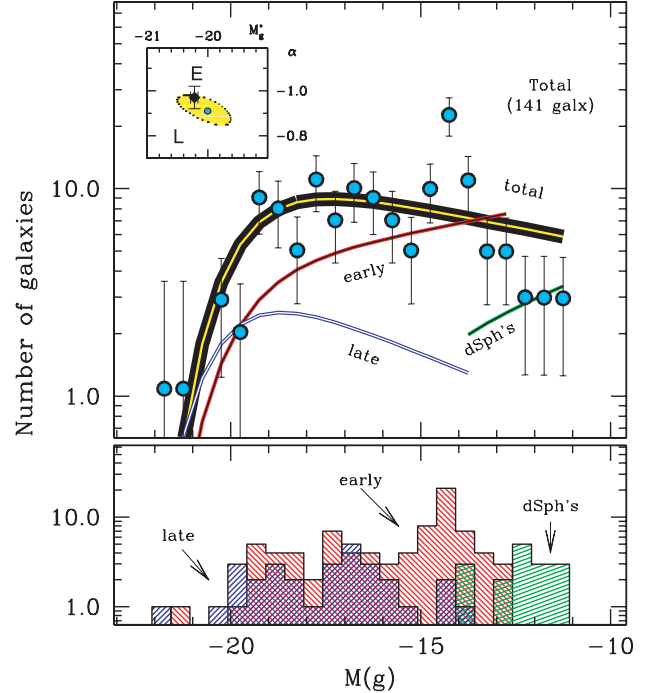 -21 -20 M*g
α
E
-1.0
L
-0.8
Total
(141 galx)
total
10.0
early
late
dSph's
1.0
Number of galaxies
early
dSph's
late
10.0
1.0
-20 -15 -10
M(g)